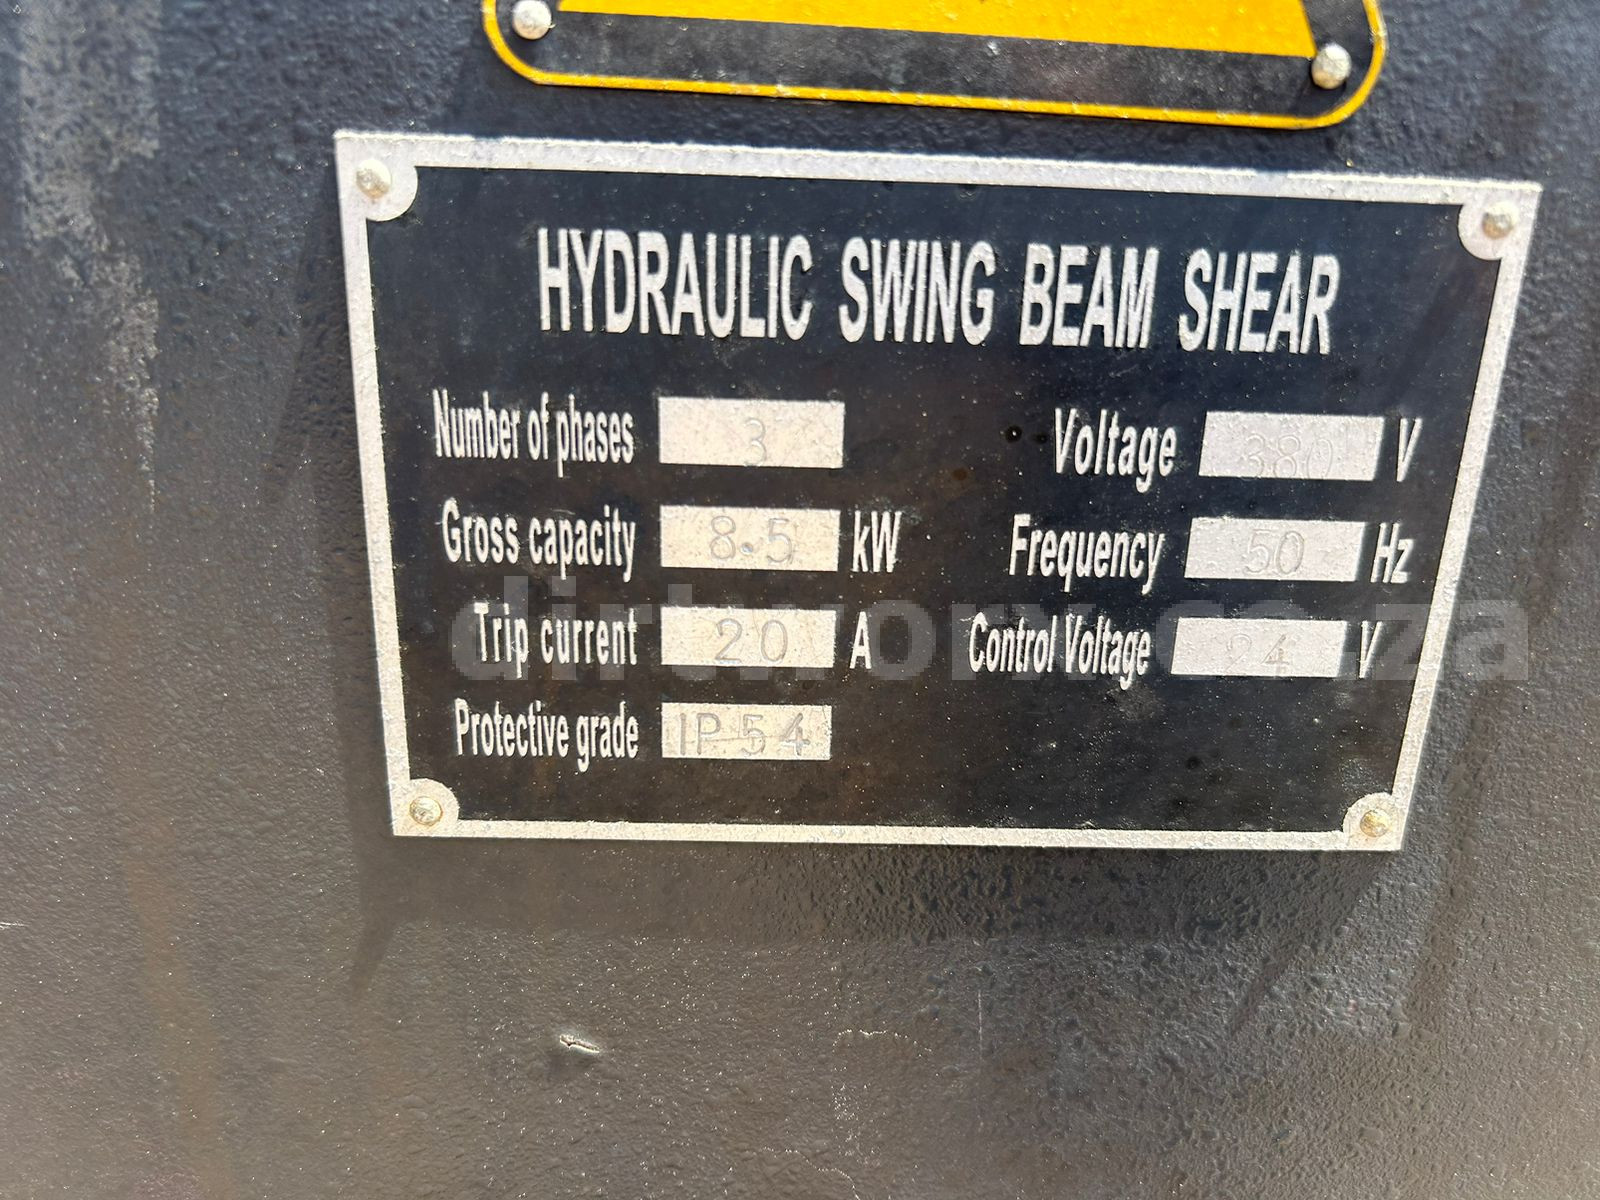 HYDRAULIC SWING BEAM SHEAR
Number of phases 3 Voltage 380 V
Gross capacity 8.5 kW Frequency 50 Hz
Trip current 20 A Control Voltage 24 V
Protective grade IP54
dirtworx.co.za